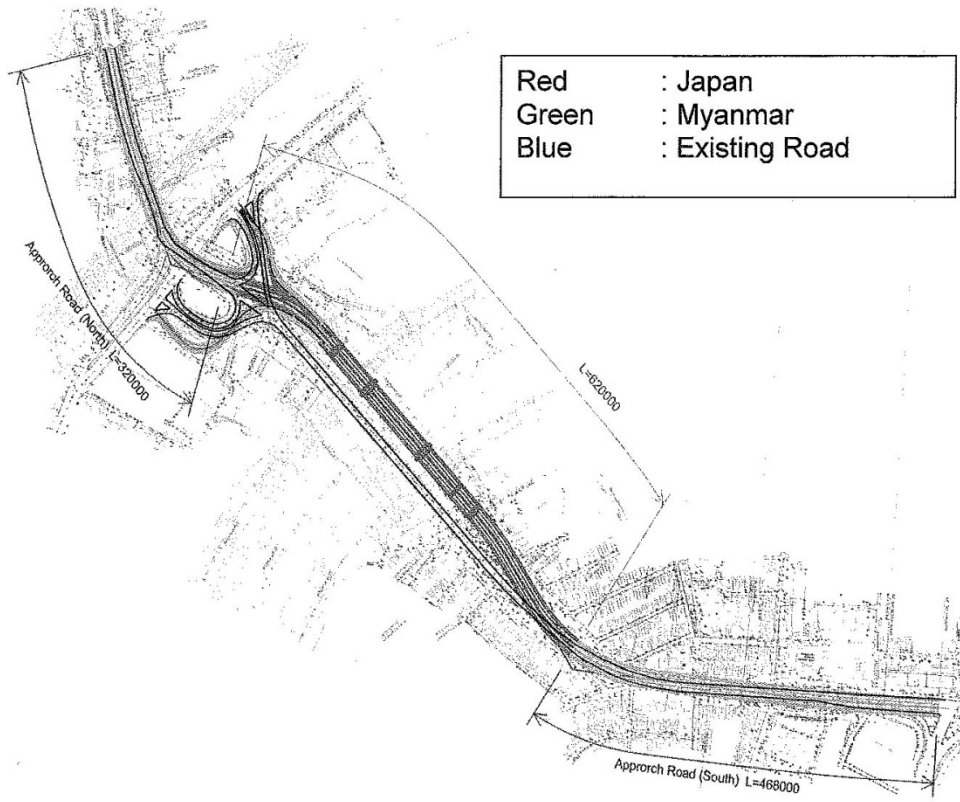 Red : Japan
Green : Myanmar
Blue : Existing Road
Approrch Road (North) L=320000
L=620000
Approrch Road (South) L=468000